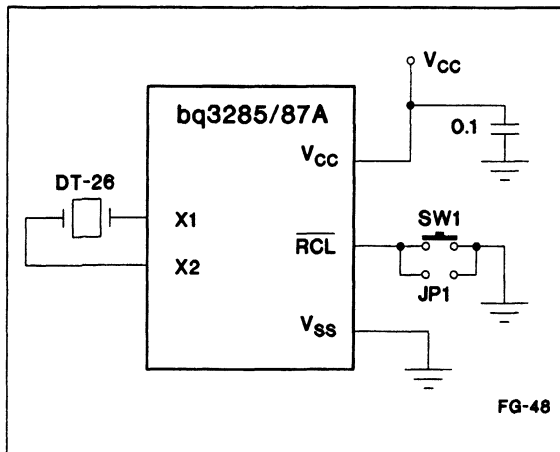 VCC
bq3285/87A
0.1
VCC
DT-26
SW1
X1
RCL
X2
JP1
VSS
FG-48